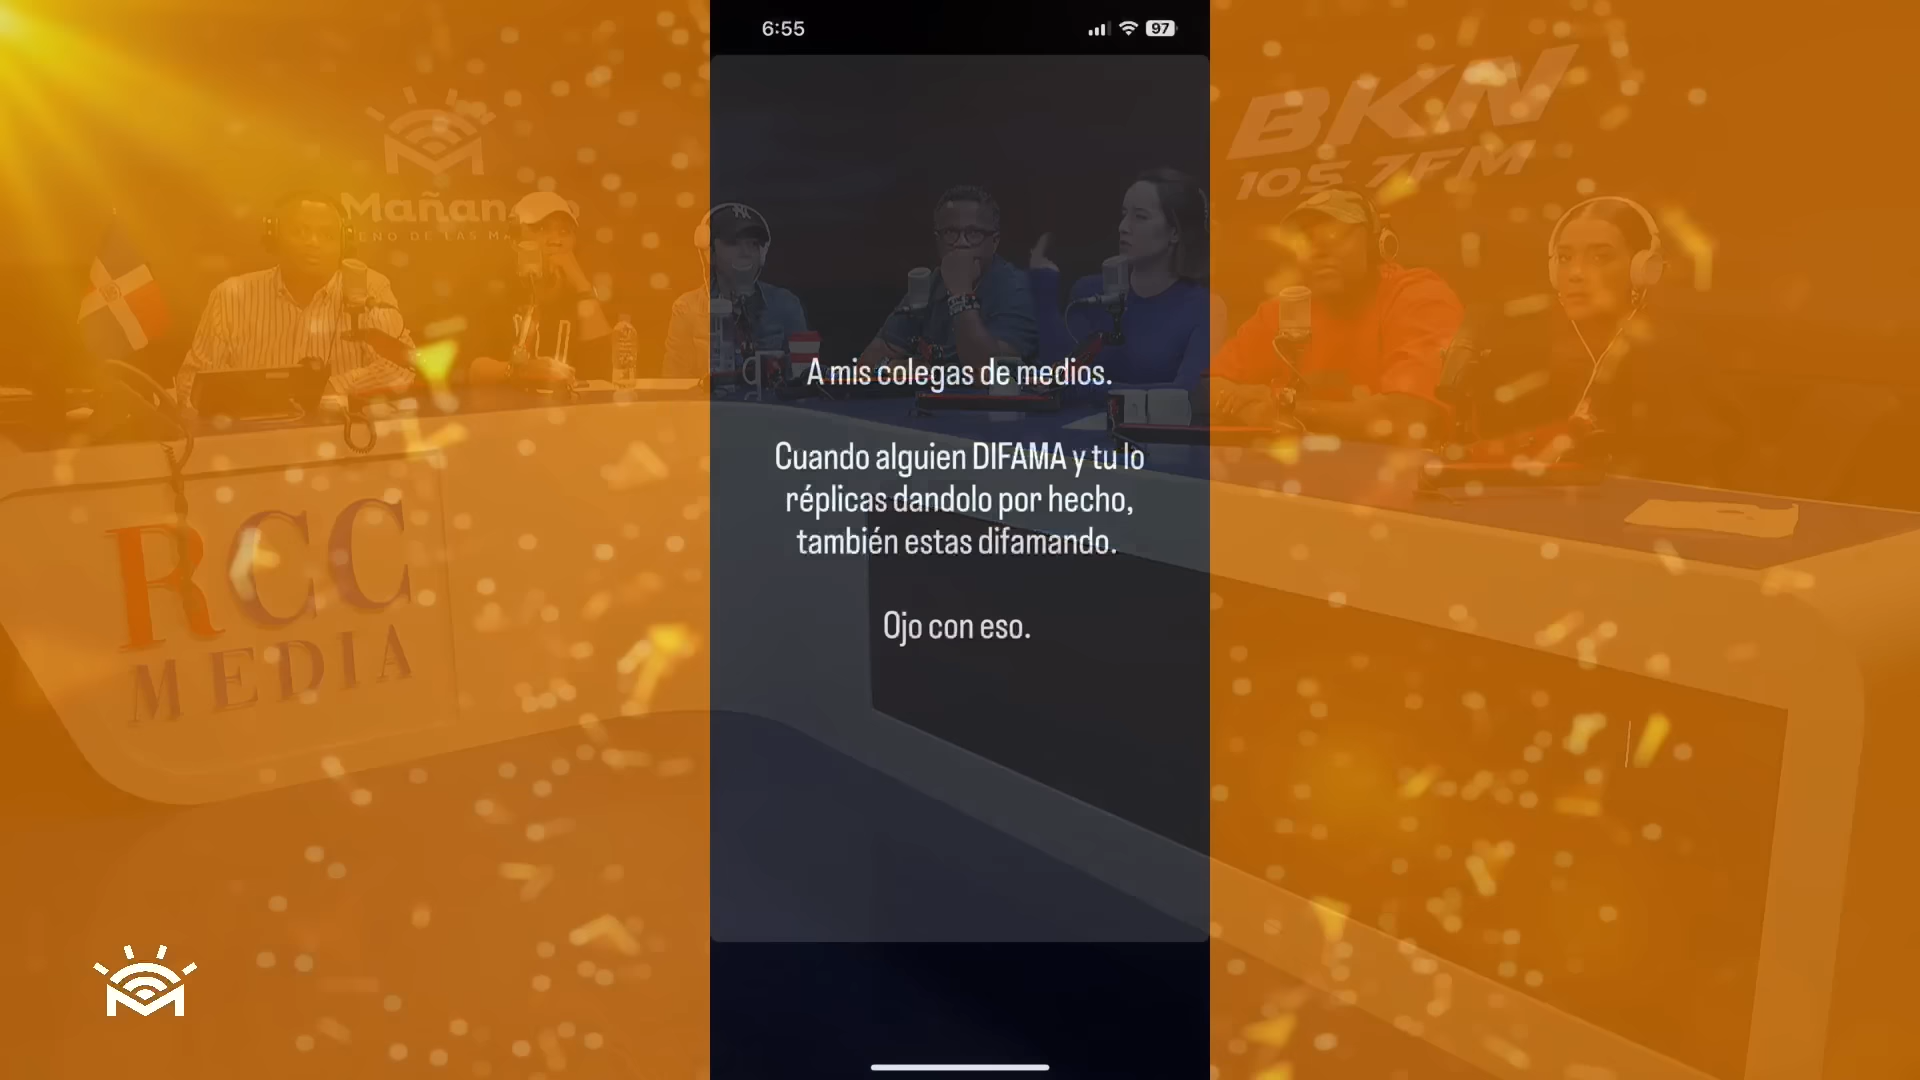 6:55
97
BKN
105.7FM
Mañan
A mis colegas de medios.
Cuando alguien DIFAMA y tu lo
réplicas dandolo por hecho,
también estas difamando.
Ojo con eso.
RCC
MEDIA